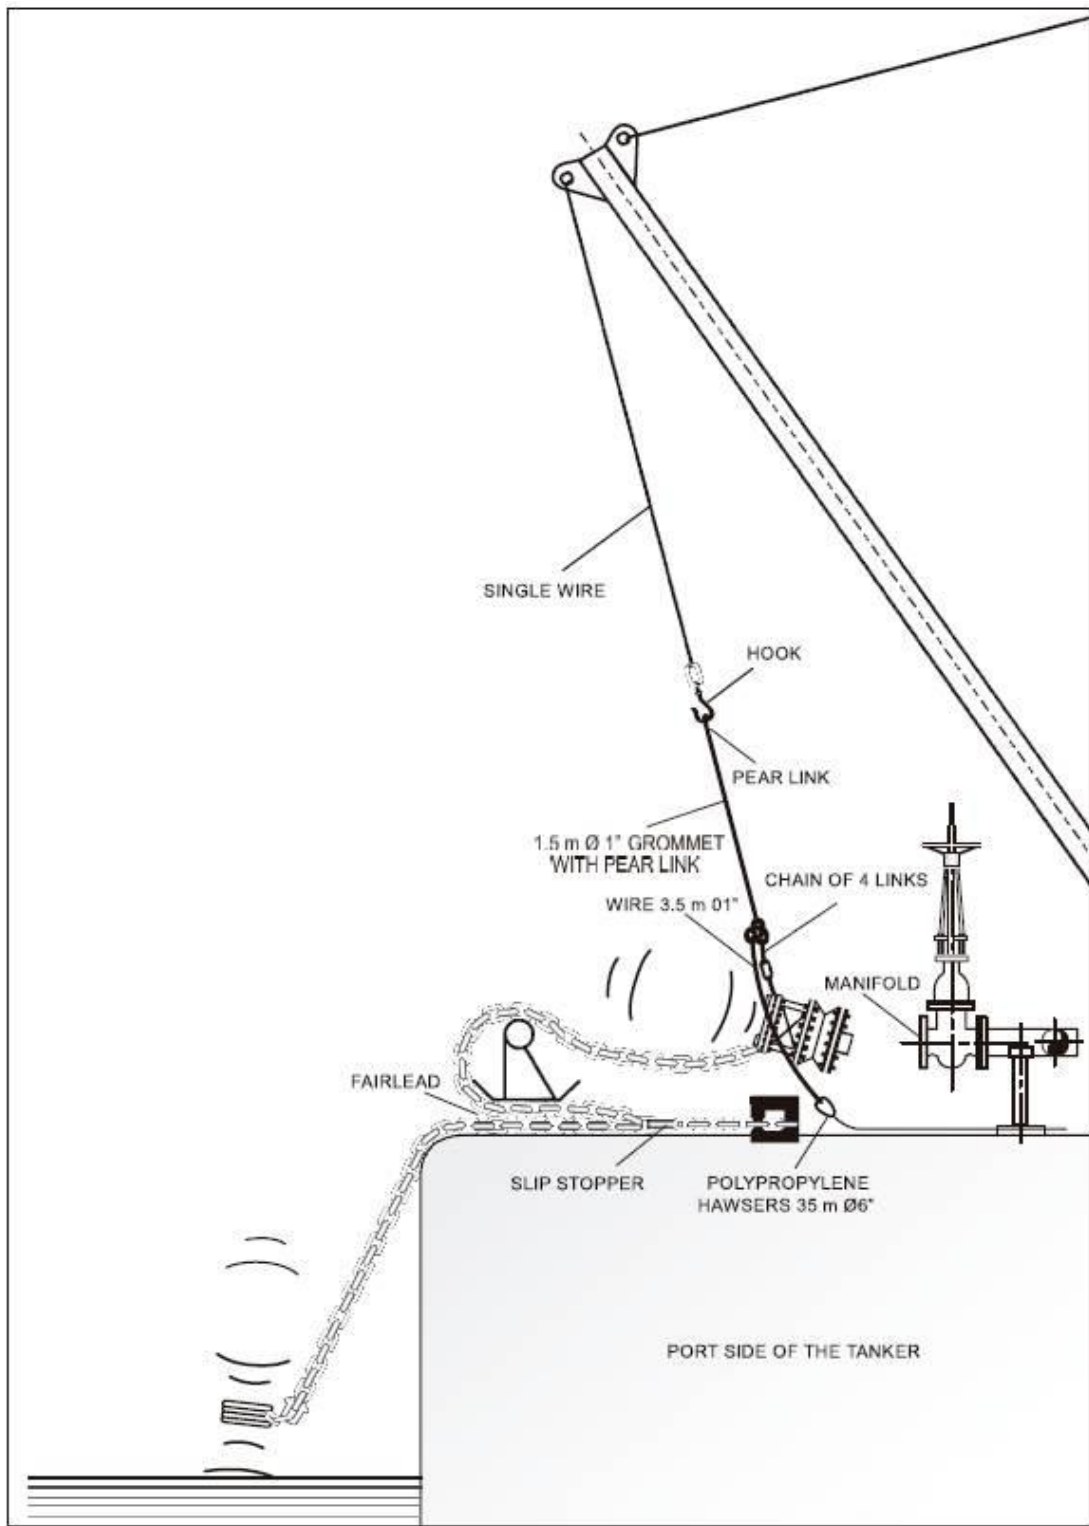 SINGLE WIRE
HOOK
PEAR LINK
1.5 m Ø 1" GROMMET
WITH PEAR LINK
CHAIN OF 4 LINKS
WIRE 3.5 m 01"
MANIFOLD
FAIRLEAD
SLIP STOPPER
POLYPROPYLENE
HAWSERS 35 m Ø6"
PORT SIDE OF THE TANKER